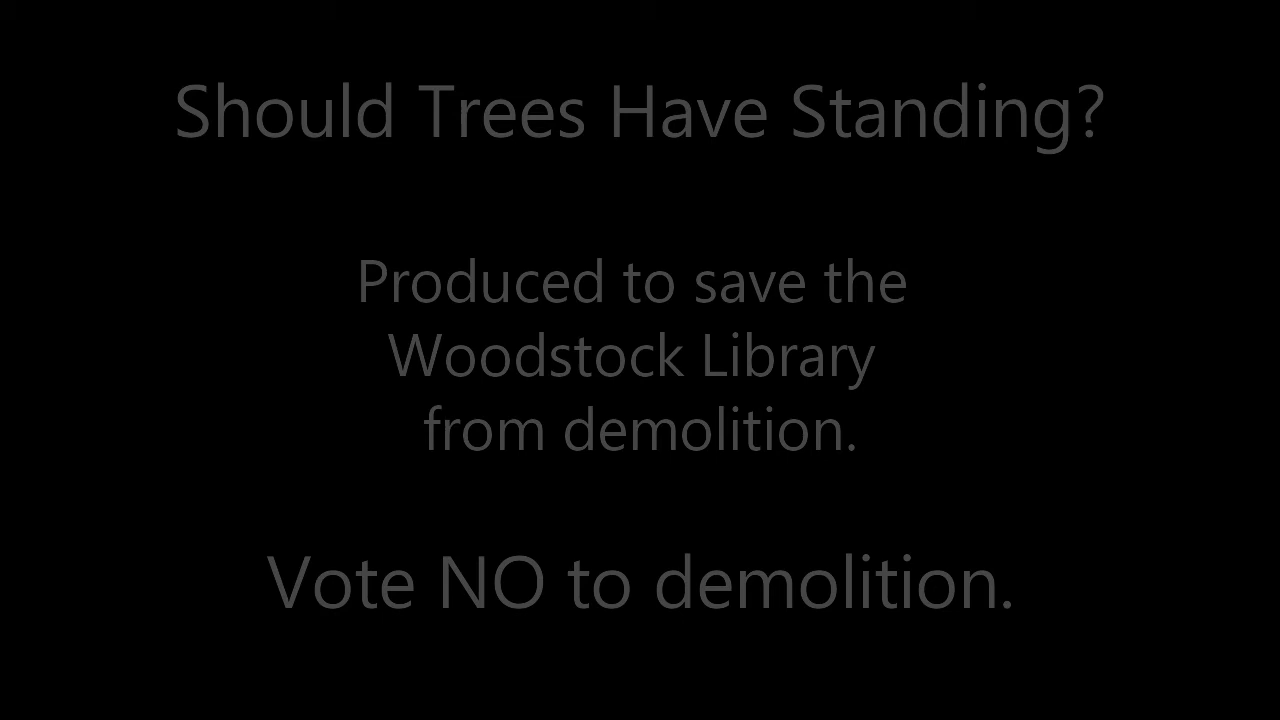 Should Trees Have Standing?
Produced to save the
Woodstock Library
from demolition.
Vote NO to demolition.